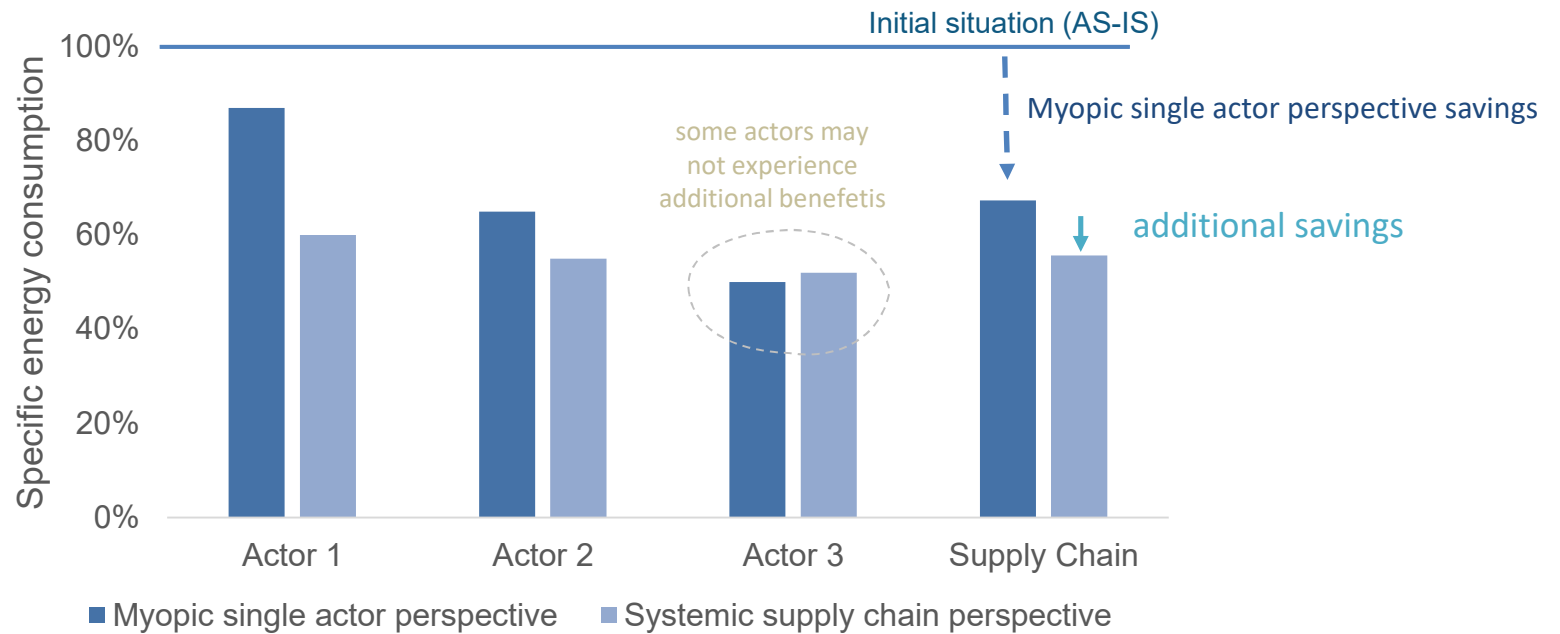 Initial situation (AS-IS)
100%
Myopic single actor perspective savings
80%
some actors may
not experience
additional benefetis
additional savings
60%
40%
20%
0%
Specific energy consumption
Actor 1
Actor 2
Actor 3
Supply Chain
Myopic single actor perspective
Systemic supply chain perspective